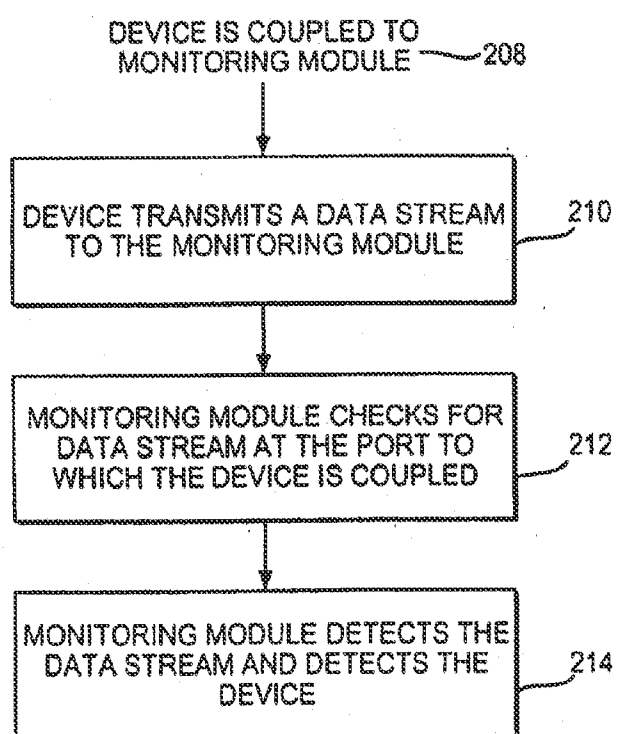 DEVICE IS COUPLED TO
MONITORING MODULE 208
DEVICE TRANSMITS A DATA STREAM
TO THE MONITORING MODULE
210
MONITORING MODULE CHECKS FOR
DATA STREAM AT THE PORT TO
WHICH THE DEVICE IS COUPLED
212
MONITORING MODULE DETECTS THE
DATA STREAM AND DETECTS THE
DEVICE
214